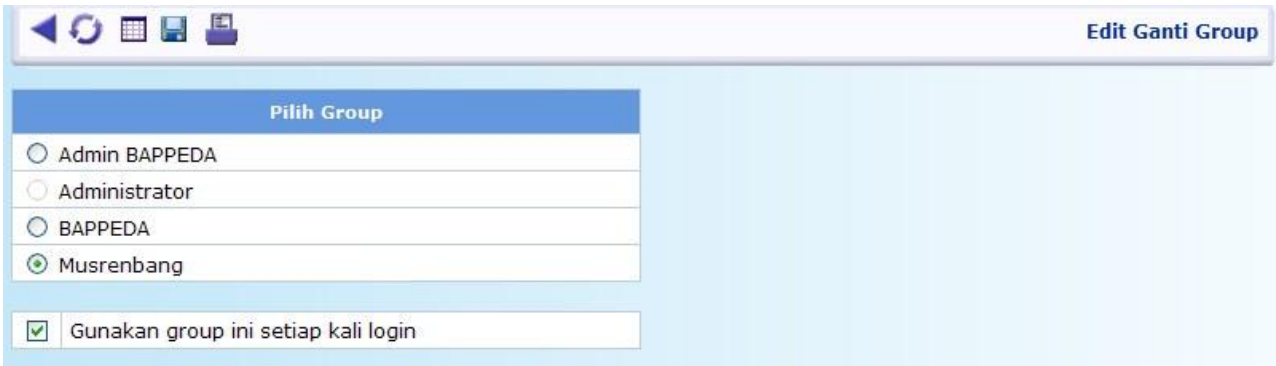 Edit Ganti Group
Pilih Group
Admin BAPPEDA
Administrator
BAPPEDA
Musrenbang
Gunakan group ini setiap kali login